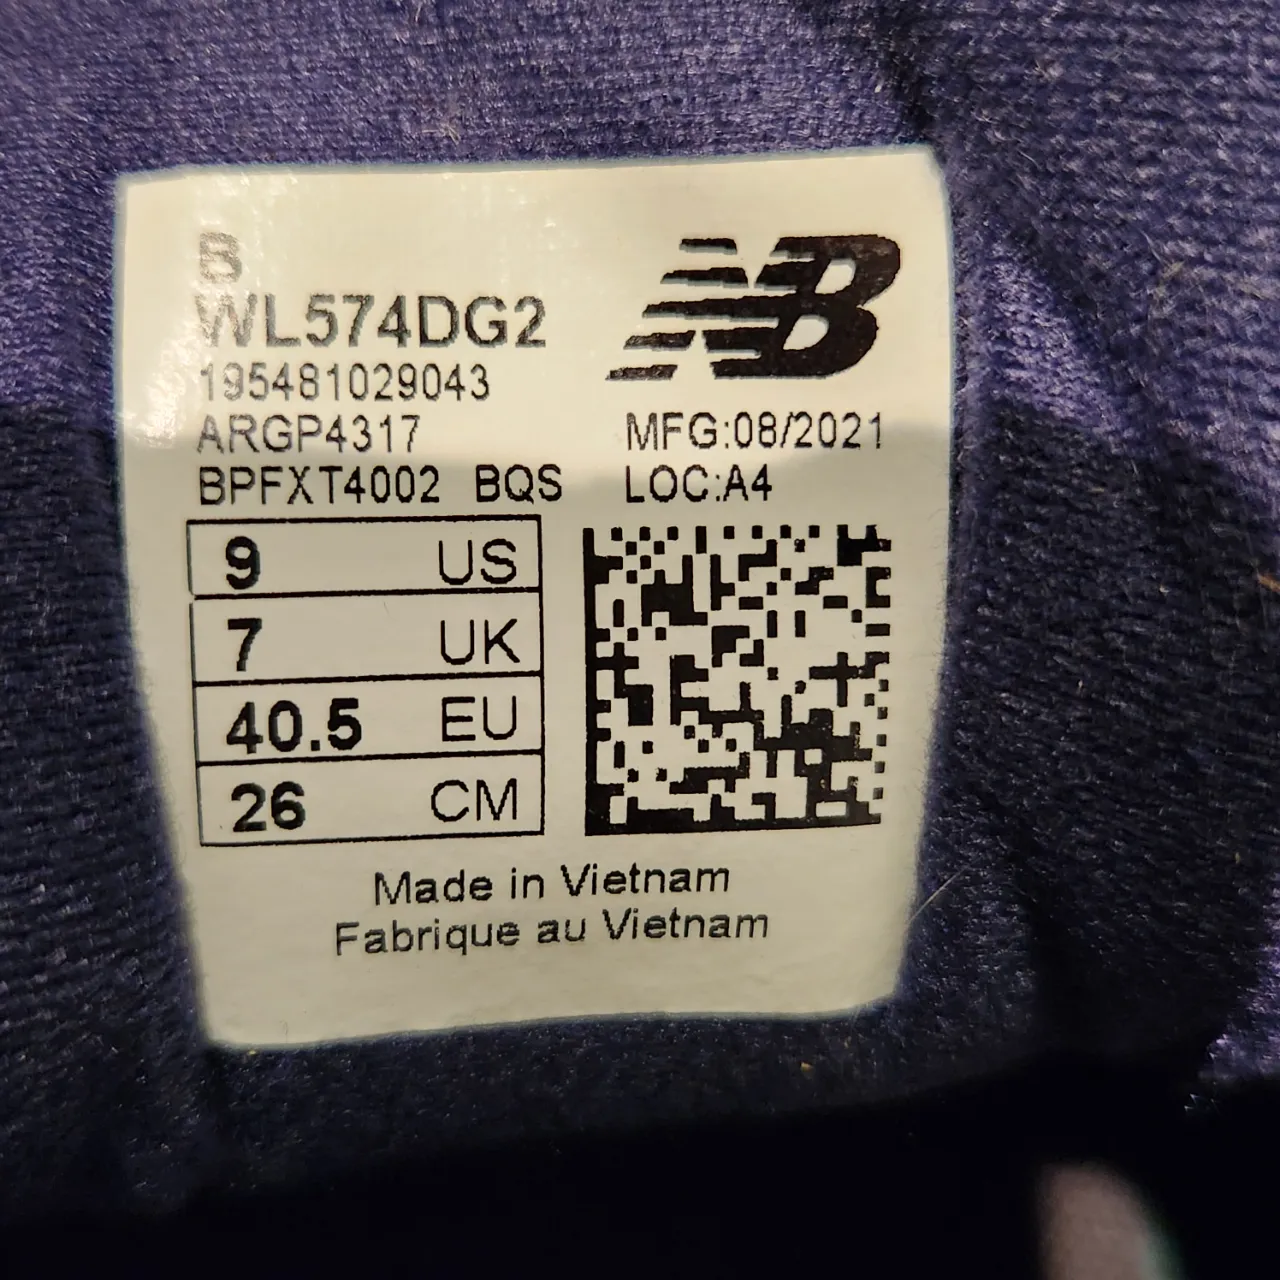 B
WL574DG2
195481029043
ARGP4317
BPFXT4002 BQS
NB
MFG:08/2021
LOC:A4
9 US
7 UK
40.5 EU
26 CM
Made in Vietnam
Fabrique au Vietnam